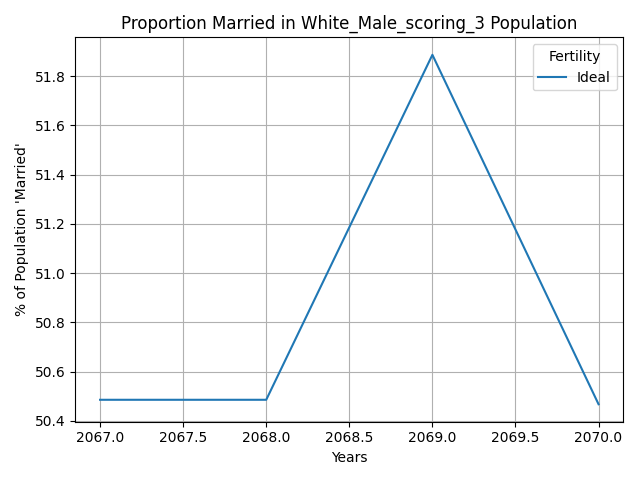 Proportion Married in White_Male_scoring_3 Population
Fertility
Ideal
% of Population 'Married'
51.8
51.6
51.4
51.2
51.0
50.8
50.6
50.4
2067.0 2067.5 2068.0 2068.5 2069.0 2069.5 2070.0
Years